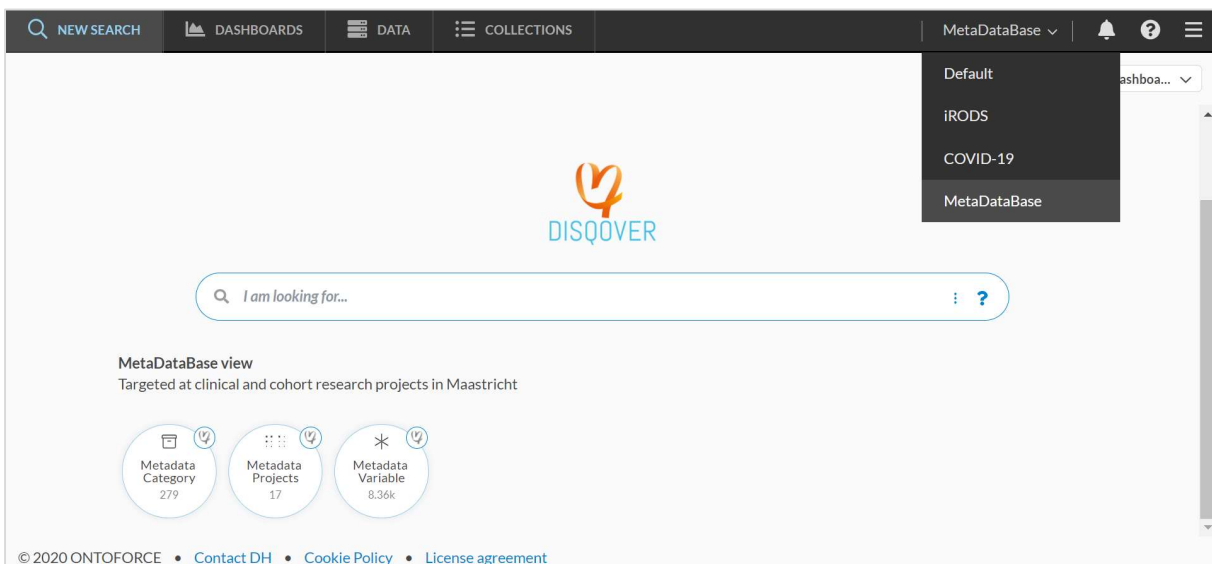 NEW SEARCH DASHBOARDS DATA COLLECTIONS MetaDataBase
Default
ashboa...
iRODS
COVID-19
MetaDataBase
DISQOVER
I am looking for...
?
MetaDataBase view
Targeted at clinical and cohort research projects in Maastricht
Metadata
Category
279
Metadata
Projects
17
Metadata
Variable
8.36k
© 2020 ONTOFORCE • Contact DH • Cookie Policy • License agreement